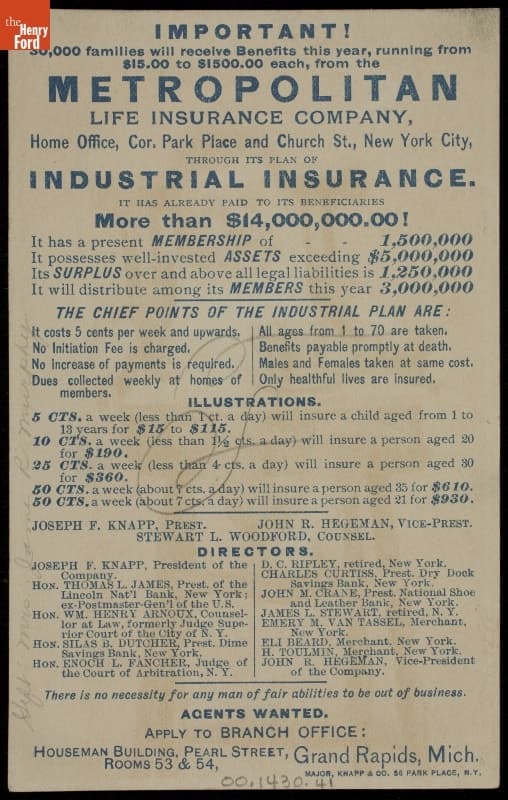 the
Henry
Ford
IMPORTANT!
30,000 families will receive Benefits this year, running from
$15.00 to $1500.00 each, from the
METROPOLITAN
LIFE INSURANCE COMPANY,
Home Office, Cor. Park Place and Church St., New York City,
THROUGH ITS PLAN OF
INDUSTRIAL INSURANCE.
IT HAS ALREADY PAID TO ITS BENEFICIARIES
More than $14,000,000.00!
It has a present MEMBERSHIP of - - 1,500,000
It possesses well-invested ASSETS exceeding $5,000,000
Its SURPLUS over and above all legal liabilities is 1,250,000
It will distribute among its MEMBERS this year 3,000,000
THE CHIEF POINTS OF THE INDUSTRIAL PLAN ARE:
It costs 5 cents per week and upwards.
No Initiation Fee is charged.
No increase of payments is required.
Dues collected weekly at homes of
members.
All ages from 1 to 70 are taken.
Benefits payable promptly at death.
Males and Females taken at same cost.
Only healthful lives are insured.
ILLUSTRATIONS.
5 CTS. a week (less than 1 ct. a day) will insure a child aged from 1 to
13 years for $15 to $115.
10 CTS. a week (less than 1½ cts. a day) will insure a person aged 20
for $190.
25 CTS. a week (less than 4 cts. a day) will insure a person aged 30
for $360.
50 CTS. a week (about 7 cts. a day) will insure a person aged 35 for $610.
50 CTS. a week (about 7 cts. a day) will insure a person aged 21 for $930.
JOSEPH F. KNAPP, PREST. JOHN R. HEGEMAN, VICE-PREST.
STEWART L. WOODFORD, COUNSEL.
DIRECTORS.
JOSEPH F. KNAPP, President of the
Company.
HON. THOMAS L. JAMES, Prest. of the
Lincoln Nat'l Bank, New York;
ex-Postmaster-Gen'l of the U.S.
HON. WM. HENRY ARNOUX, Counsel-
lor at Law, formerly Judge Supe-
rior Court of the City of N. Y.
HON. SILAS B. DUTCHER, Prest. Dime
Savings Bank, New York.
HON. ENOCH L. FANCHER, Judge of
the Court of Arbitration, N. Y.
D. C. RIPLEY, retired, New York.
CHARLES CURTISS, Prest. Dry Dock
Savings Bank, New York.
JOHN M. CRANE, Prest. National Shoe
and Leather Bank, New York.
JAMES L. STEWART, retired, N. Y.
EMERY M. VAN TASSEL, Merchant,
New York.
ELI BEARD, Merchant, New York.
H. TOULMIN, Merchant, New York.
JOHN R. HEGEMAN, Vice-President
of the Company.
There is no necessity for any man of fair abilities to be out of business.
AGENTS WANTED.
APPLY TO BRANCH OFFICE:
HOUSEMAN BUILDING, PEARL STREET,
ROOMS 53 & 54,
Grand Rapids, Mich.
MAJOR, KNAPP & CO. 56 PARK PLACE, N.Y.
00.1430.41